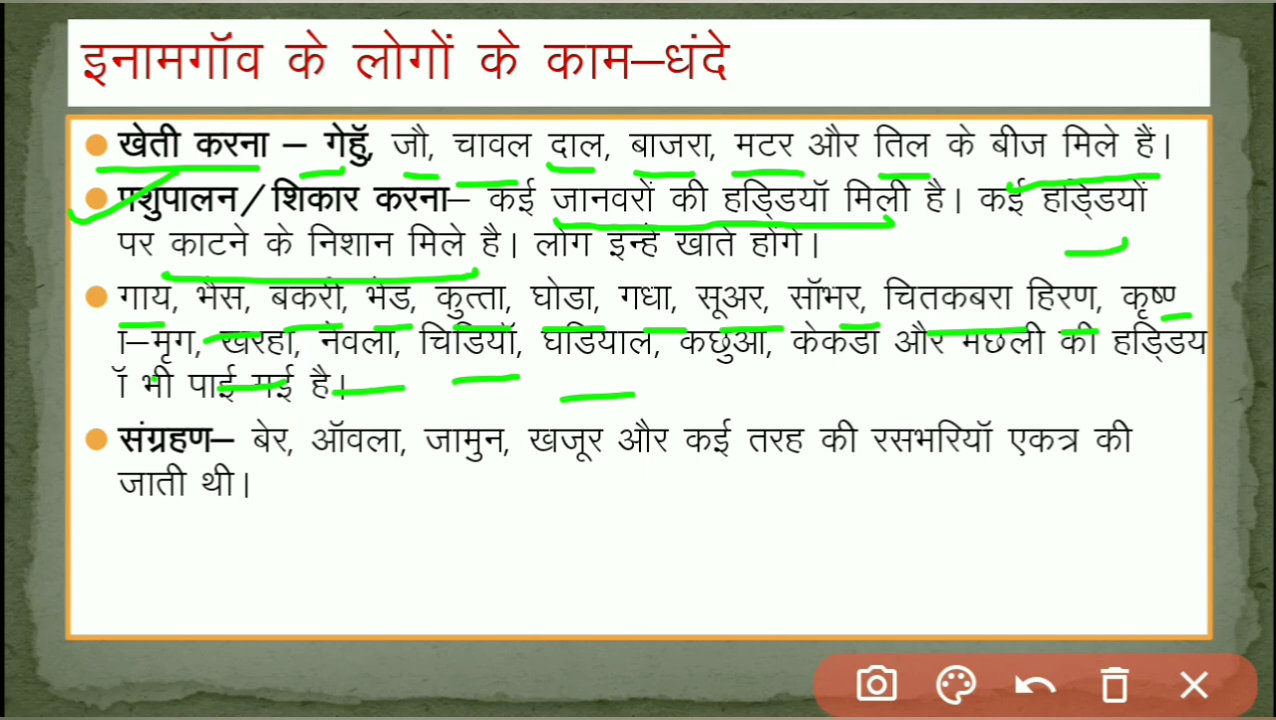 इनामगॉव के लोगों के काम–धंदे
खेती करना – गेहूॅ, जौ, चावल दाल, बाजरा, मटर और तिल के बीज मिले हैं।
पशुपालन/शिकार करना– कई जानवरों की हड्डियॉ मिली है। कई हड्डियों
पर काटने के निशान मिले है। लोग इन्हे खाते होंगे।
गाय, भैस, बकरी, भेड, कुत्ता, घोडा, गधा, सूअर, सॉभर, चितकबरा हिरण, कृष्ण
ा–मृग, खरहा, नेवला, चिडियॉ, घडियाल, कछुआ, केकडा और मछली की हड्डिय
ॉ भी पाई गई है।
संग्रहण– बेर, ऑवला, जामुन, खजूर और कई तरह की रसभरियॉ एकत्र की
जाती थी।